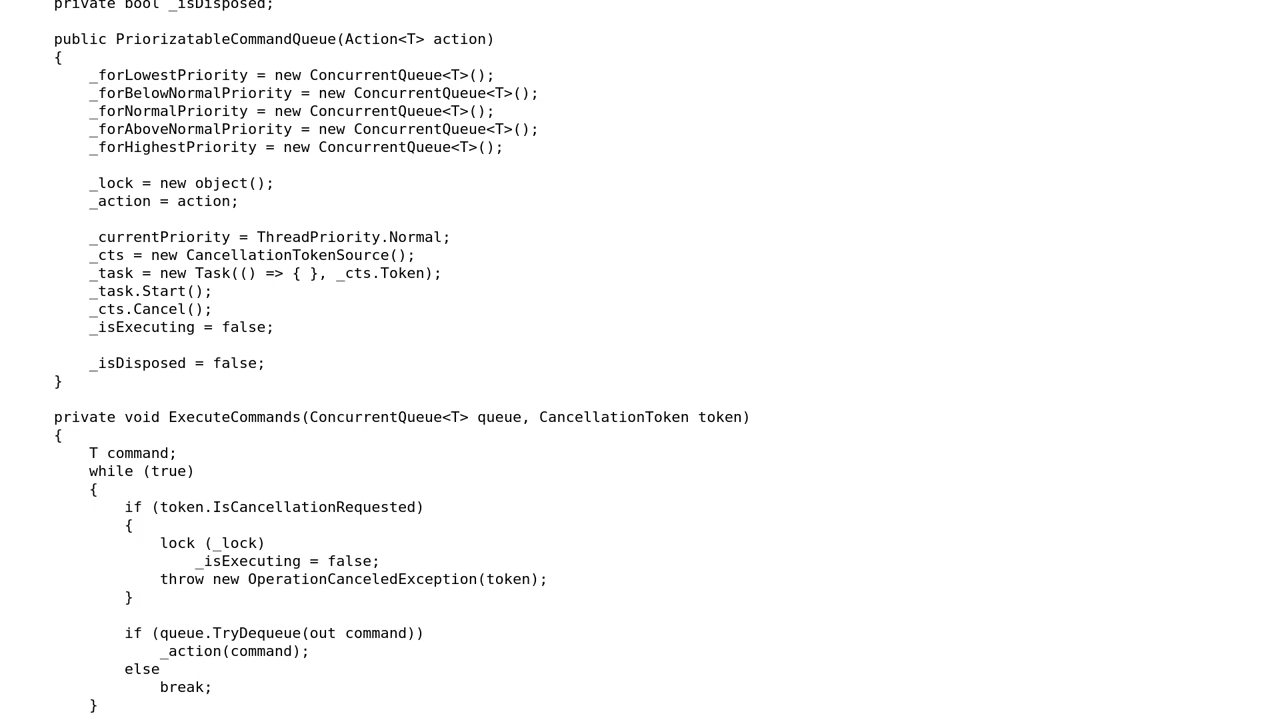 private bool _isDisposed;
public PriorizatableCommandQueue(Action<T> action)
{
_forLowestPriority = new ConcurrentQueue<T>();
_forBelowNormalPriority = new ConcurrentQueue<T>();
_forNormalPriority = new ConcurrentQueue<T>();
_forAboveNormalPriority = new ConcurrentQueue<T>();
_forHighestPriority = new ConcurrentQueue<T>();
_lock = new object();
_action = action;
_currentPriority = ThreadPriority.Normal;
_cts = new CancellationTokenSource();
_task = new Task(() => { }, _cts.Token);
_task.Start();
_cts.Cancel();
_isExecuting = false;
_isDisposed = false;
}
private void ExecuteCommands(ConcurrentQueue<T> queue, CancellationToken token)
{
T command;
while (true)
{
if (token.IsCancellationRequested)
{
lock (_lock)
_isExecuting = false;
throw new OperationCanceledException(token);
}
if (queue.TryDequeue(out command))
_action(command);
else
break;
}